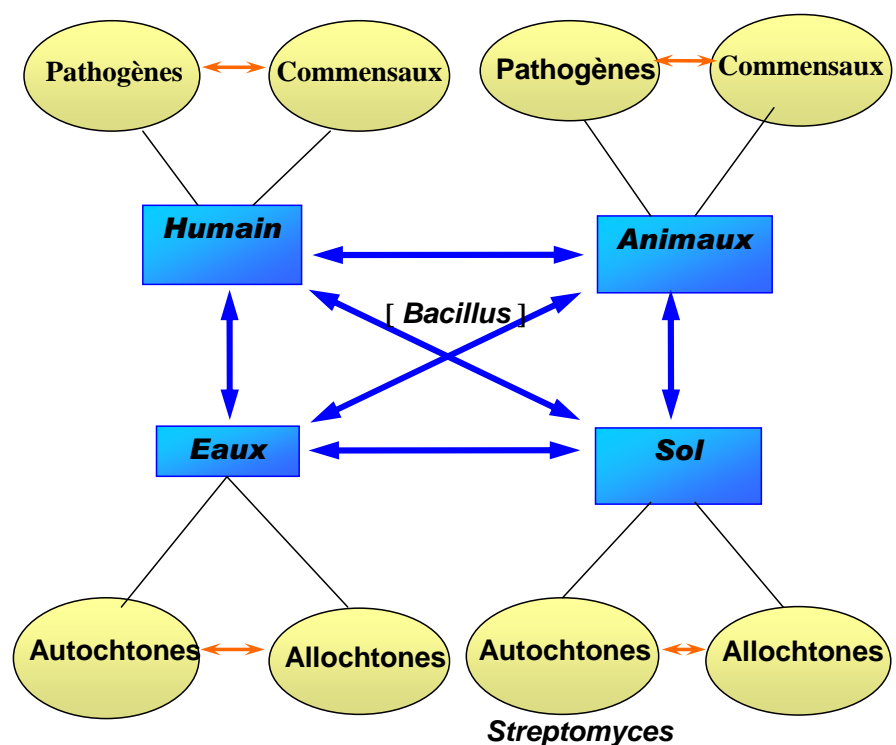 Pathogènes
Commensaux
Pathogènes
Commensaux
Humain
Animaux
[ Bacillus ]
Eaux
Sol
Autochtones
Allochtones
Autochtones
Allochtones
Streptomyces